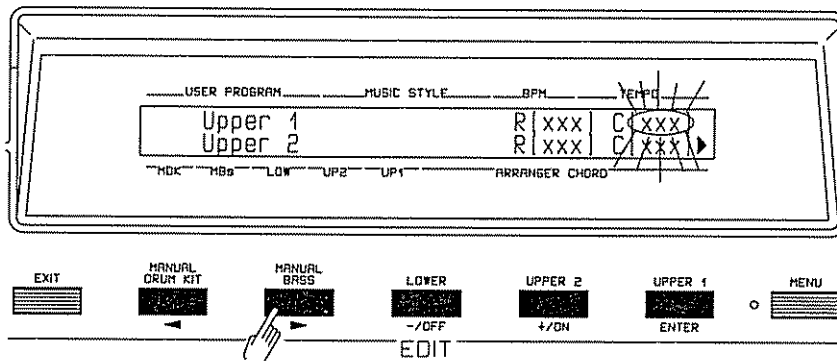 USER PROGRAM MUSIC STYLE BPM TEMPO
Upper 1 R[xxx] C[xxx]
Upper 2 R[xxx] C[xxx]
MDK MBs LOW UP2 UP1 ARRANGER CHORD
EXIT MANUAL DRUM KIT MANUAL BASS LOWER UPPER 2 UPPER 1 MENU
◄ ► -/OFF +/ON ENTER
EDIT